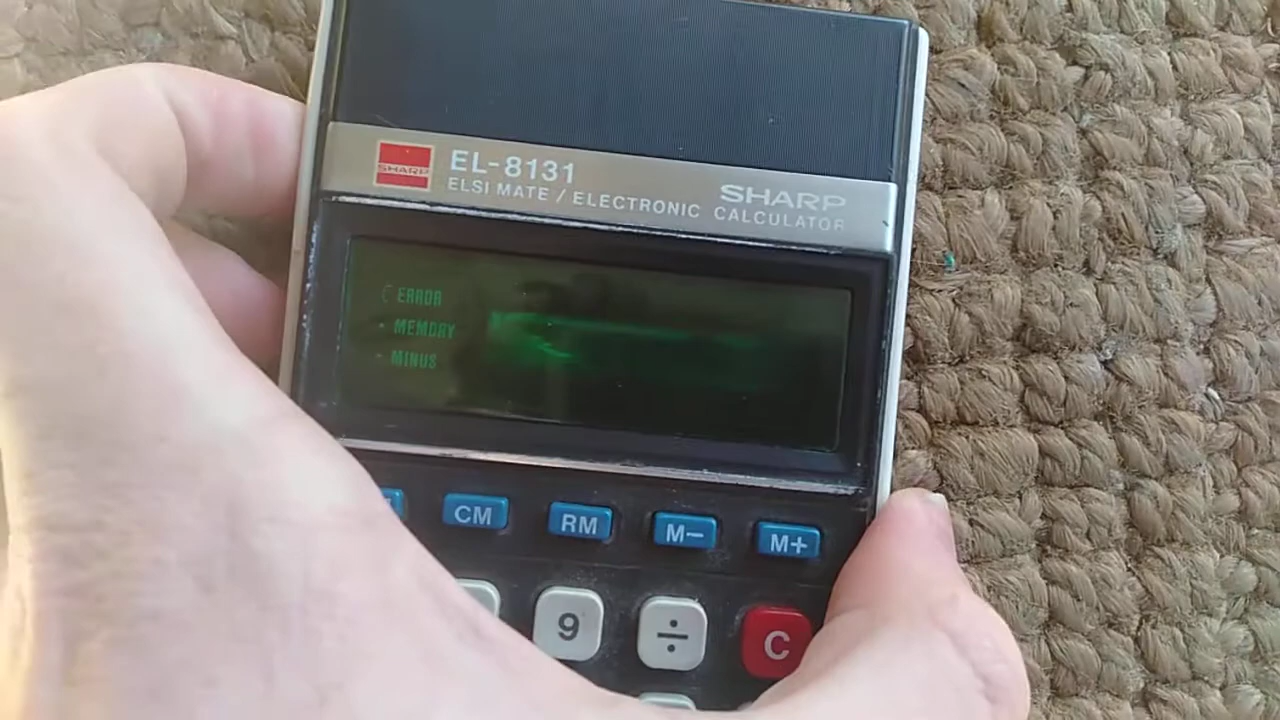 SHARP
EL-8131
SHARP
ELSI MATE / ELECTRONIC CALCULATOR
ERROR
MEMORY
MINUS
CM RM M− M+
9 ÷ C